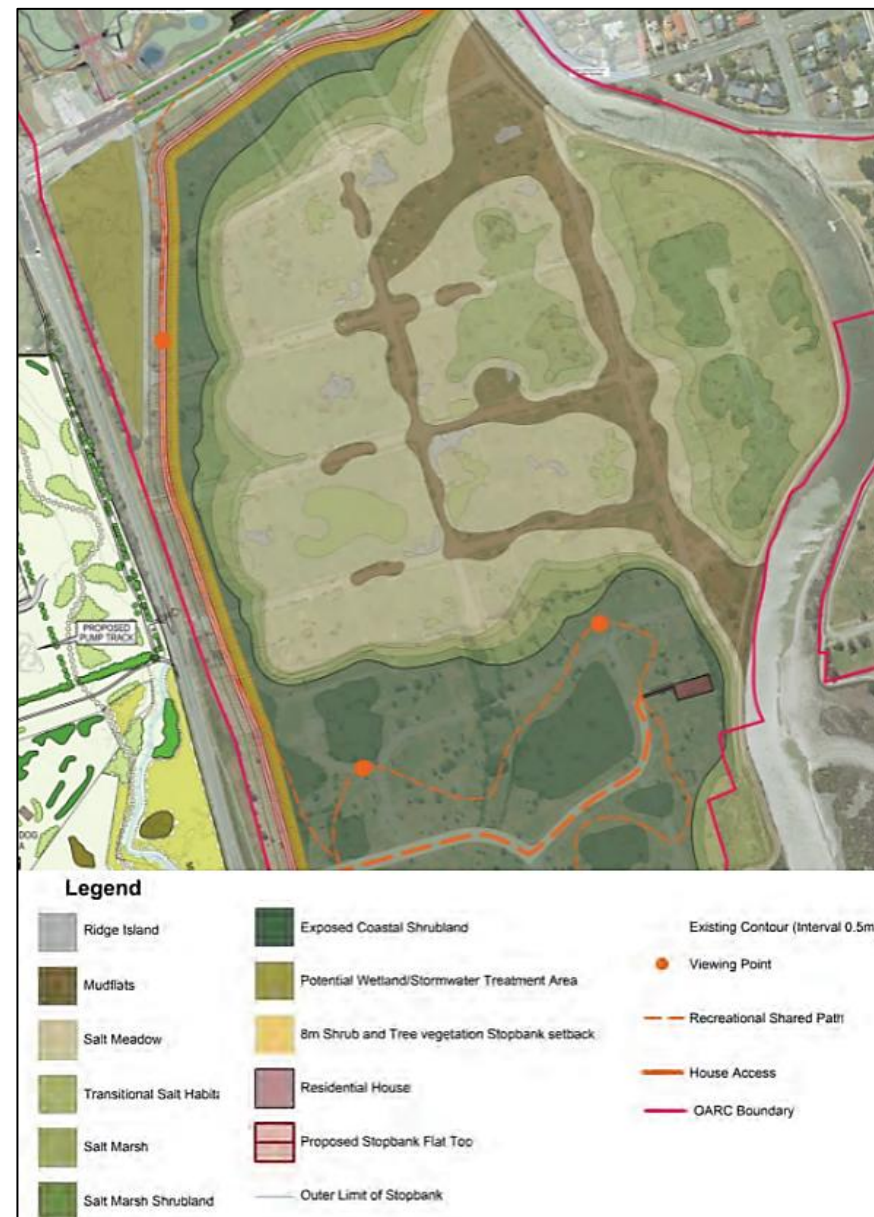 PROPOSED
PUMP TRACK
DOG
A
Legend
Ridge Island
Mudflats
Salt Meadow
Transitional Salt Habita
Salt Marsh
Salt Marsh Shrubland
Exposed Coastal Shrubland
Potential Wetland/Stormwater Treatment Area
8m Shrub and Tree vegetation Stopbank setback
Residential House
Proposed Stopbank Flat Top
Outer Limit of Stopbank
Existing Contour (Interval 0.5m
Viewing Point
Recreational Shared Path
House Access
OARC Boundary